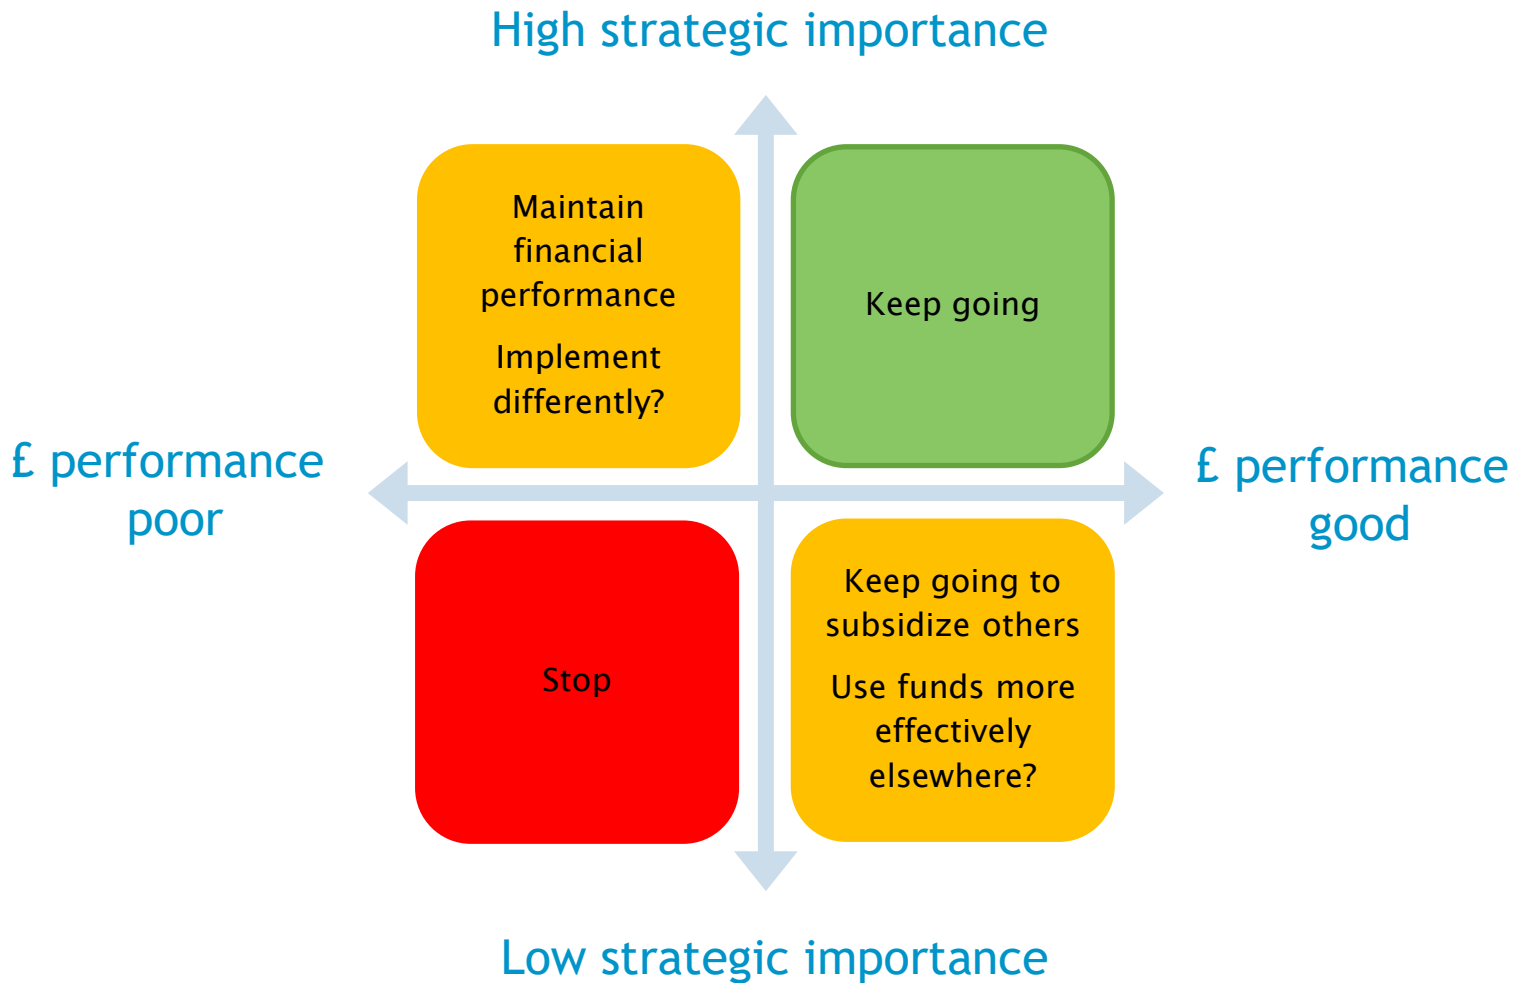 High strategic importance
Maintain
financial
performance
Implement
differently?
Keep going
£ performance
poor
£ performance
good
Stop
Keep going to
subsidize others
Use funds more
effectively
elsewhere?
Low strategic importance